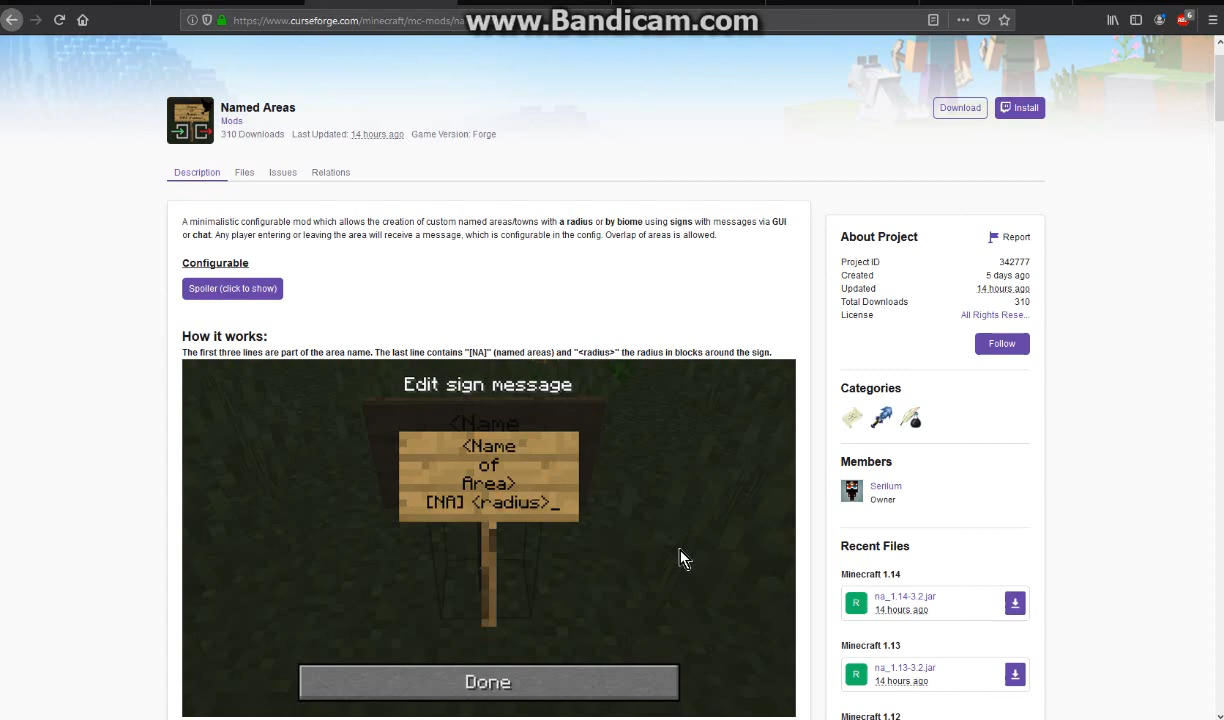 https://www.curseforge.com/minecraft/mc-mods/na
www.Bandicam.com
6
Named Areas
Mods
310 Downloads Last Updated: 14 hours ago Game Version: Forge
Download
Install
Description Files Issues Relations
A minimalistic configurable mod which allows the creation of custom named areas/towns with a radius or by biome using signs with messages via GUI
or chat. Any player entering or leaving the area will receive a message, which is configurable in the config. Overlap of areas is allowed.
Configurable
Spoiler (click to show)
How it works:
The first three lines are part of the area name. The last line contains "[NA]" (named areas) and "<radius>" the radius in blocks around the sign.
Edit sign message
<Name
<Name
of
Area>
[NA] <radius>_
Done
About Project
Report
Project ID 342777
Created 5 days ago
Updated 14 hours ago
Total Downloads 310
License All Rights Rese...
Follow
Categories
Members
Serilum
Owner
Recent Files
Minecraft 1.14
R na_1.14-3.2.jar
14 hours ago
Minecraft 1.13
R na_1.13-3.2.jar
14 hours ago
Minecraft 1.12